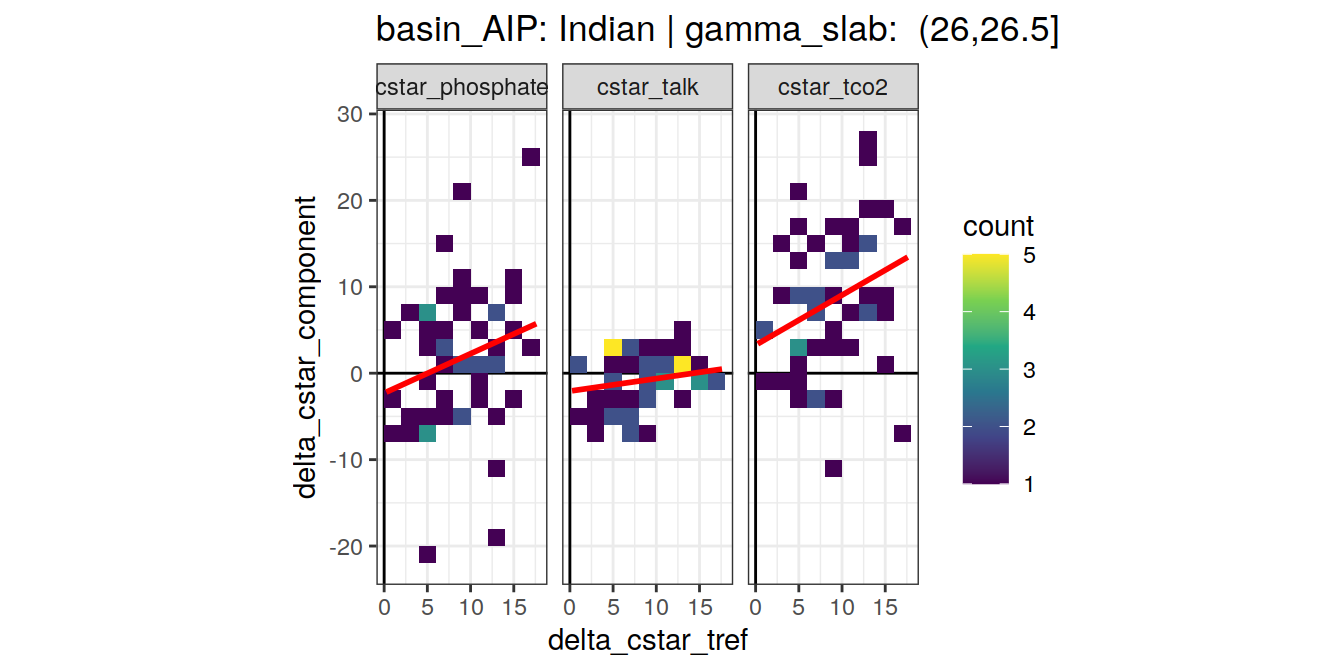 basin_AIP: Indian | gamma_slab:  (26,26.5]
cstar_phosphate
cstar_talk
cstar_tco2
30
20
10
0
-10
-20
delta_cstar_component
0 5 10 15
0 5 10 15
0 5 10 15
delta_cstar_tref
count
5
4
3
2
1